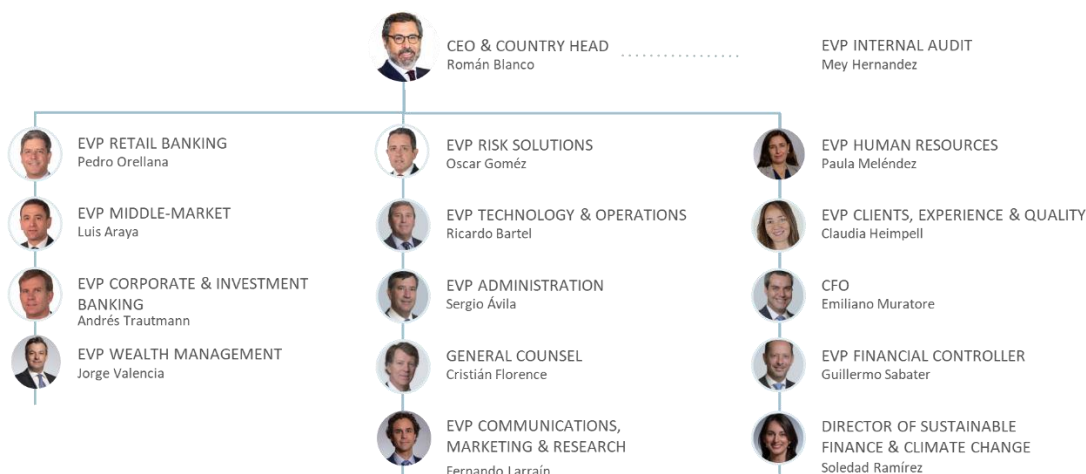 CEO & COUNTRY HEAD
Román Blanco
EVP INTERNAL AUDIT
Mey Hernandez
EVP RETAIL BANKING
Pedro Orellana
EVP MIDDLE-MARKET
Luis Araya
EVP CORPORATE & INVESTMENT
BANKING
Andrés Trautmann
EVP WEALTH MANAGEMENT
Jorge Valencia
EVP RISK SOLUTIONS
Oscar Goméz
EVP TECHNOLOGY & OPERATIONS
Ricardo Bartel
EVP ADMINISTRATION
Sergio Ávila
GENERAL COUNSEL
Cristián Florence
EVP COMMUNICATIONS,
MARKETING & RESEARCH
Fernando Larraín
EVP HUMAN RESOURCES
Paula Meléndez
EVP CLIENTS, EXPERIENCE & QUALITY
Claudia Heimpell
CFO
Emiliano Muratore
EVP FINANCIAL CONTROLLER
Guillermo Sabater
DIRECTOR OF SUSTAINABLE
FINANCE & CLIMATE CHANGE
Soledad Ramírez